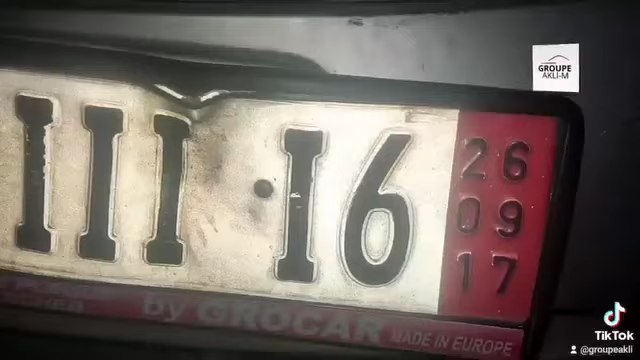 GROUPE
AKLI-M
III·I6
26
09
17
by GROCAR MADE IN EUROPE
TikTok
@groupeakli